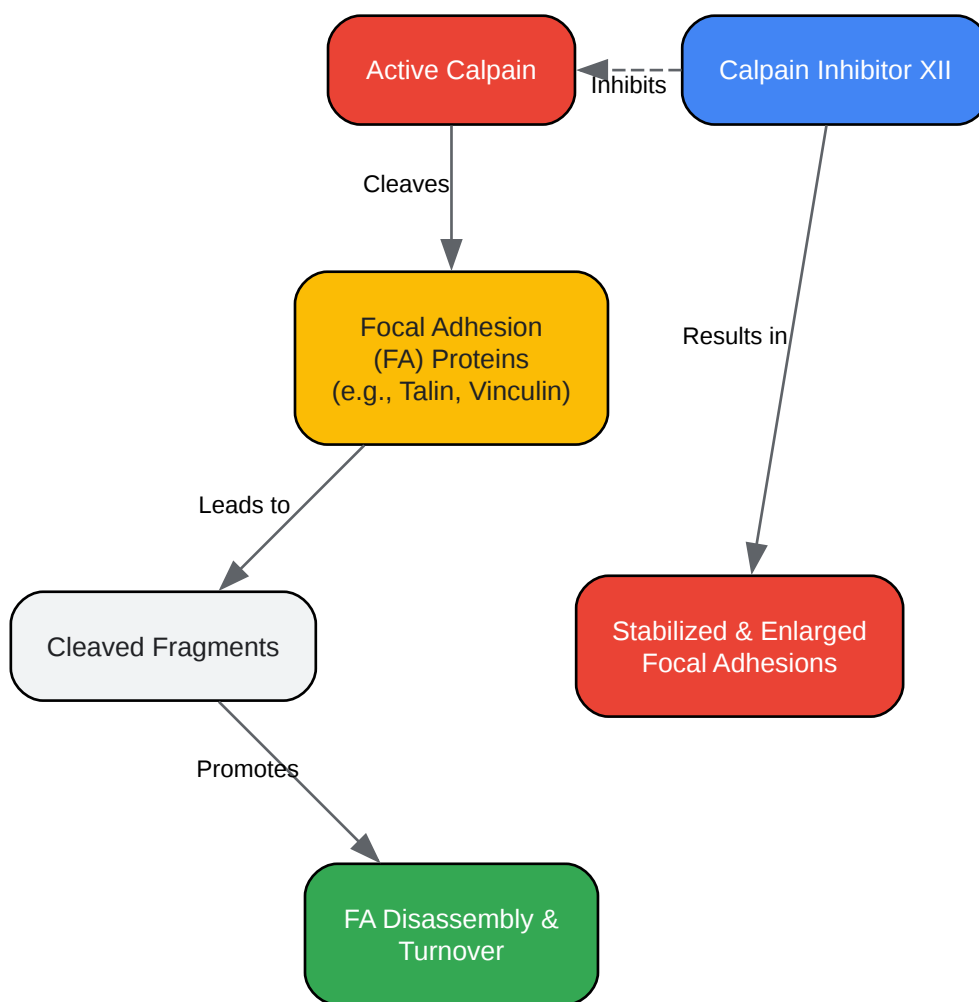 Active Calpain
Calpain Inhibitor XII
Inhibits
Cleaves
Focal Adhesion
(FA) Proteins
(e.g., Talin, Vinculin)
Results in
Leads to
Cleaved Fragments
Stabilized & Enlarged
Focal Adhesions
Promotes
FA Disassembly &
Turnover